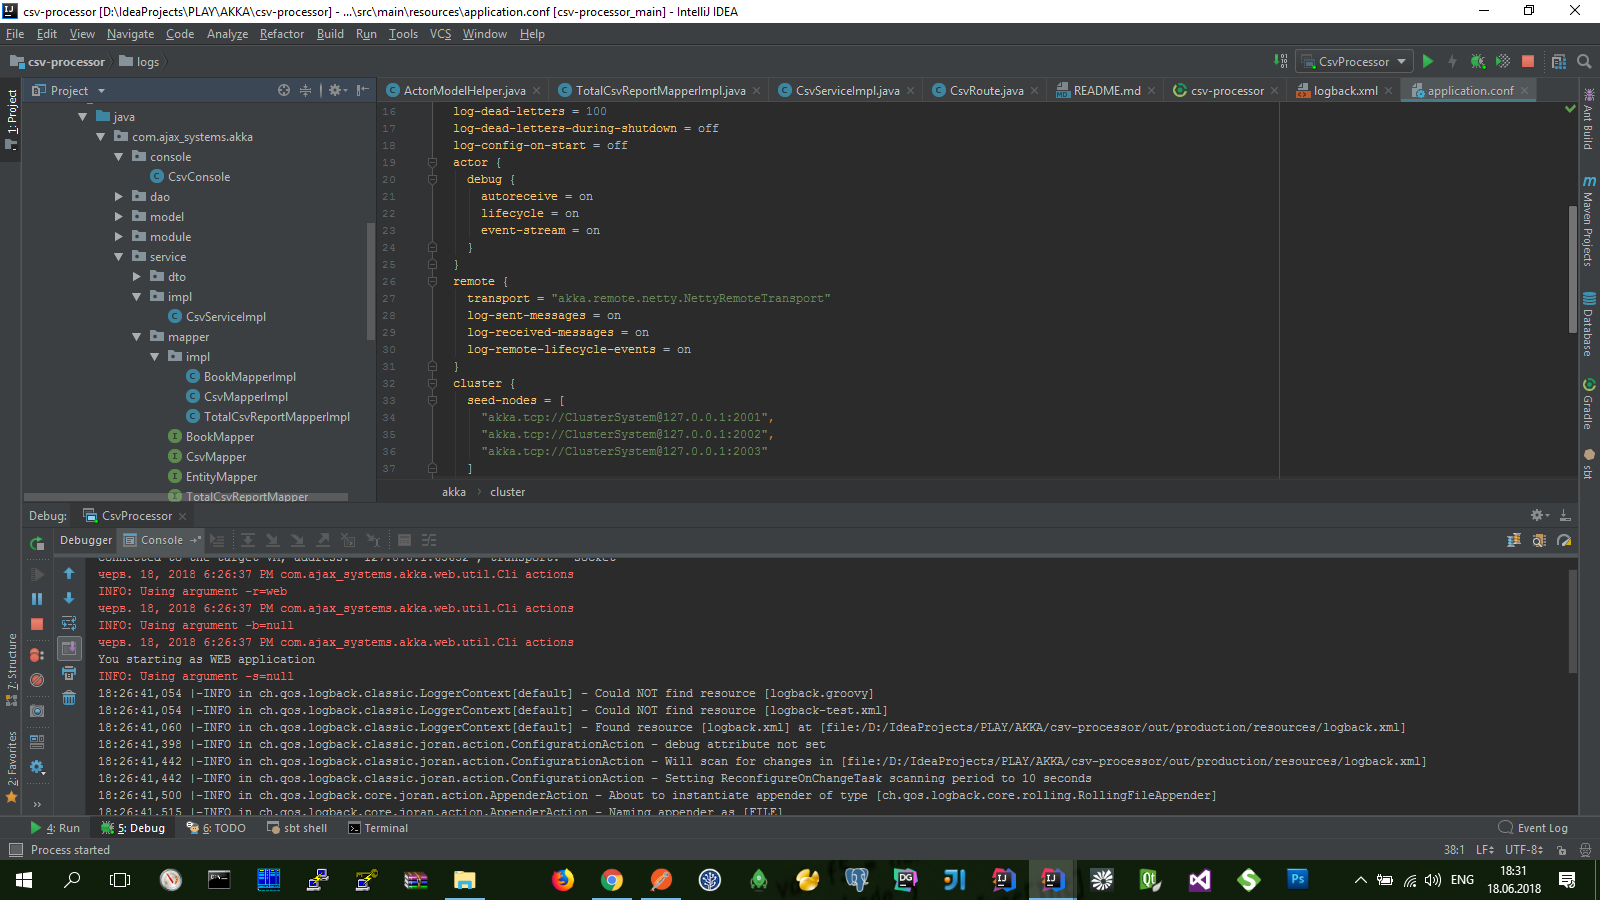 csv-processor [D:\IdeaProjects\PLAY\AKKA\csv-processor] - ...\src\main\resources\application.conf [csv-processor_main] - IntelliJ IDEA
File Edit View Navigate Code Analyze Refactor Build Run Tools VCS Window Help
csv-processor logs CsvProcessor
1: Project
Project
ActorModelHelper.java TotalCsvReportMapperImpl.java CsvServiceImpl.java CsvRoute.java README.md csv-processor logback.xml application.conf
java
com.ajax_systems.akka
console
CsvConsole
dao
model
module
service
dto
impl
CsvServiceImpl
mapper
impl
BookMapperImpl
CsvMapperImpl
TotalCsvReportMapperImpl
BookMapper
CsvMapper
EntityMapper
TotalCsvReportMapper
16 log-dead-letters = 100
17 log-dead-letters-during-shutdown = off
18 log-config-on-start = off
19 actor {
20 debug {
21 autoreceive = on
22 lifecycle = on
23 event-stream = on
24 }
25 }
26 remote {
27 transport = "akka.remote.netty.NettyRemoteTransport"
28 log-sent-messages = on
29 log-received-messages = on
30 log-remote-lifecycle-events = on
31 }
32 cluster {
33 seed-nodes = [
34 "akka.tcp://ClusterSystem@127.0.0.1:2001",
35 "akka.tcp://ClusterSystem@127.0.0.1:2002",
36 "akka.tcp://ClusterSystem@127.0.0.1:2003"
37 ]
akka cluster
Ant Build
Maven Projects
Database
Gradle
sbt
Debug: CsvProcessor
Debugger Console
7: Structure
2: Favorites
черв. 18, 2018 6:26:37 PM com.ajax_systems.akka.web.util.Cli actions
INFO: Using argument -r=web
черв. 18, 2018 6:26:37 PM com.ajax_systems.akka.web.util.Cli actions
INFO: Using argument -b=null
черв. 18, 2018 6:26:37 PM com.ajax_systems.akka.web.util.Cli actions
You starting as WEB application
INFO: Using argument -s=null
18:26:41,054 |-INFO in ch.qos.logback.classic.LoggerContext[default] - Could NOT find resource [logback.groovy]
18:26:41,054 |-INFO in ch.qos.logback.classic.LoggerContext[default] - Could NOT find resource [logback-test.xml]
18:26:41,060 |-INFO in ch.qos.logback.classic.LoggerContext[default] - Found resource [logback.xml] at [file:/D:/IdeaProjects/PLAY/AKKA/csv-processor/out/production/resources/logback.xml]
18:26:41,398 |-INFO in ch.qos.logback.classic.joran.action.ConfigurationAction - debug attribute not set
18:26:41,442 |-INFO in ch.qos.logback.classic.joran.action.ConfigurationAction - Will scan for changes in [file:/D:/IdeaProjects/PLAY/AKKA/csv-processor/out/production/resources/logback.xml]
18:26:41,442 |-INFO in ch.qos.logback.classic.joran.action.ConfigurationAction - Setting ReconfigureOnChangeTask scanning period to 10 seconds
18:26:41,500 |-INFO in ch.qos.logback.core.joran.action.AppenderAction - About to instantiate appender of type [ch.qos.logback.core.rolling.RollingFileAppender]
18:26:41,515 |-INFO in ch.qos.logback.core.joran.action.AppenderAction - Naming appender as [FILE]
4: Run 5: Debug 6: TODO sbt shell Terminal Event Log
Process started 38:1 LF UTF-8
ENG 18:31
18.06.2018